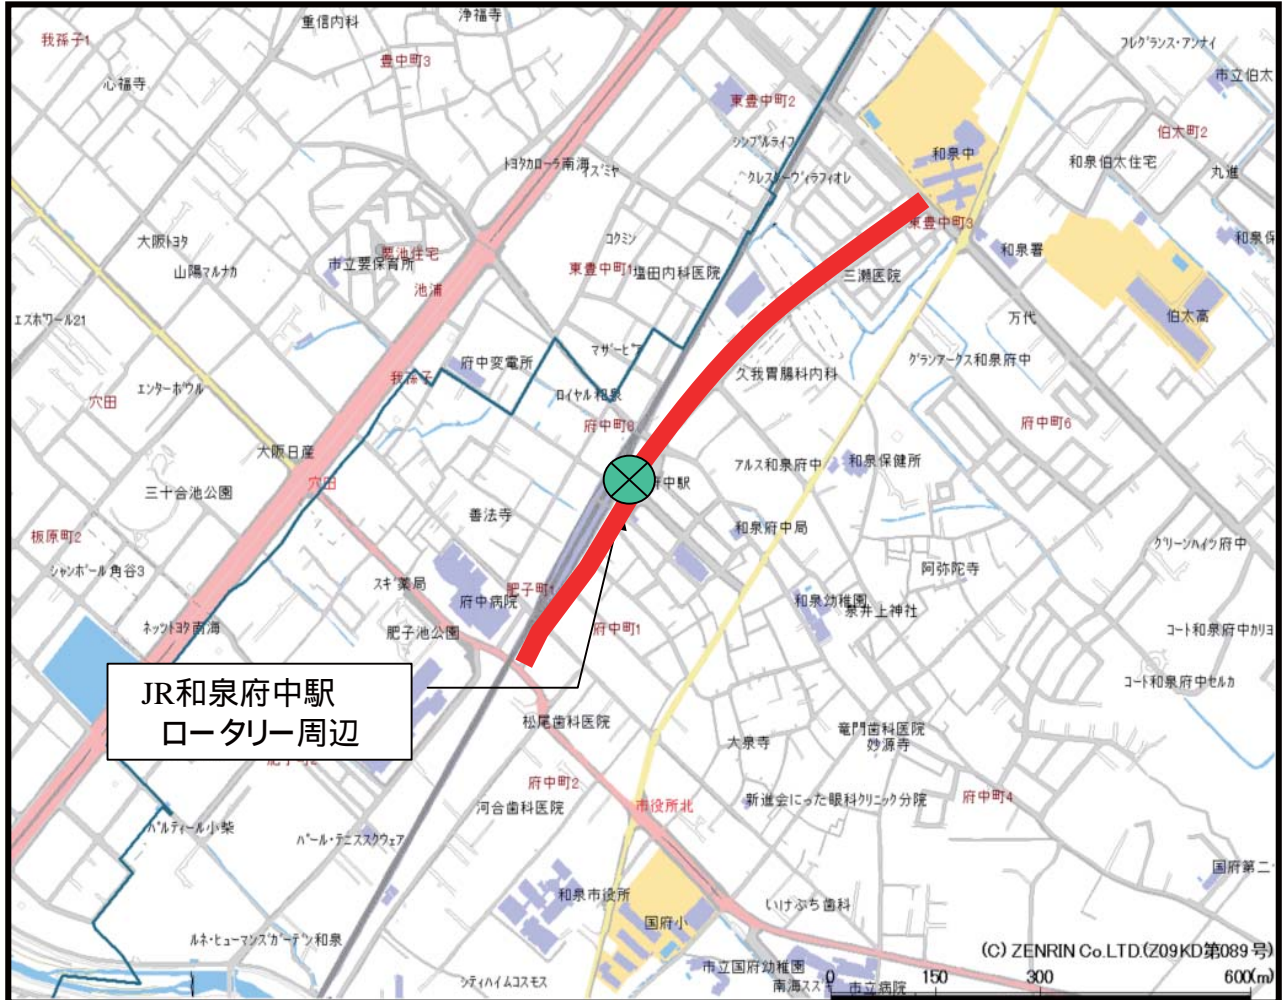 重信内科
浄福寺
我孫子1
豊中町3
心福寺
フレグランス・アンナイ
市立伯太
東豊中町2
シンプルライフ
伯太町2
和泉中
和泉伯太住宅
丸進
トヨタカローラ南海
イズミヤ
クレスピーヴィラフィオレ
東豊中町3
大阪トヨタ
コクミン
和泉署
和泉保
要池住宅
市立要保育所
山陽マルナカ
東豊中町1
塩田内科医院
三瀬医院
池浦
エスポワール21
万代
伯太高
マザーピア
府中変電所
グランアークス和泉府中
久我胃腸科内科
我孫子
エンターボウル
ロイヤル和泉
穴田
府中町8
府中町6
大阪日産
アルス和泉府中
和泉保健所
穴田
府中駅
三十合池公園
善法寺
和泉府中局
板原町2
グリーンハイツ府中
シャンボール角谷3
阿弥陀寺
スギ薬局
肥子町1
府中病院
和泉幼稚園
泉井上神社
ネッツトヨタ南海
肥子池公園
府中町1
コート和泉府中カリヨ
コート和泉府中セルカ
JR和泉府中駅
ロータリー周辺
松尾歯科医院
竜門歯科医院
妙源寺
大泉寺
肥子町2
府中町2
河合歯科医院
市役所北
新進会にった眼科クリニック分院
府中町4
パルティール小柴
パール・テニススクウェア
国府第二
和泉市役所
いけぶち歯科
国府小
ルネ・ヒューマンズガーデン和泉
(C) ZENRIN Co.LTD.(Z09KD第089号)
市立国府幼稚園
シティハイムコスモス
南海スズ
市立病院
0 150 300 600(m)